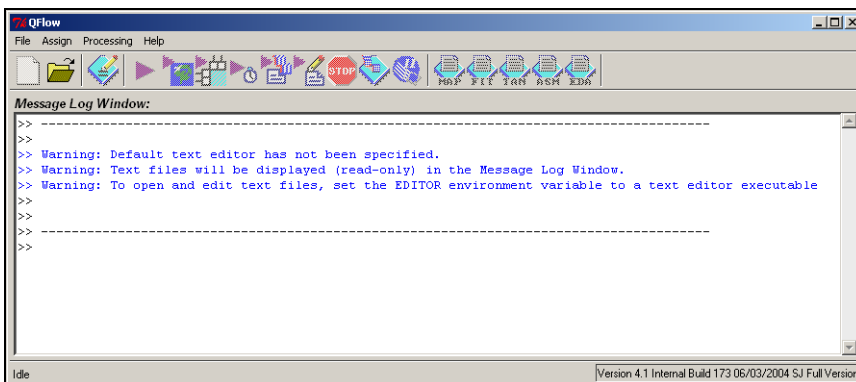 QFlow
File Assign Processing Help
STOP MAP FIT TAN ASM EDA
Message Log Window:
>> --------------------------------------------------------------------------------------
>>
>> Warning: Default text editor has not been specified.
>> Warning: Text files will be displayed (read-only) in the Message Log Window.
>> Warning: To open and edit text files, set the EDITOR environment variable to a text editor executable
>>
>>
>> --------------------------------------------------------------------------------------
>>
Idle
Version 4.1 Internal Build 173 06/03/2004 SJ Full Version